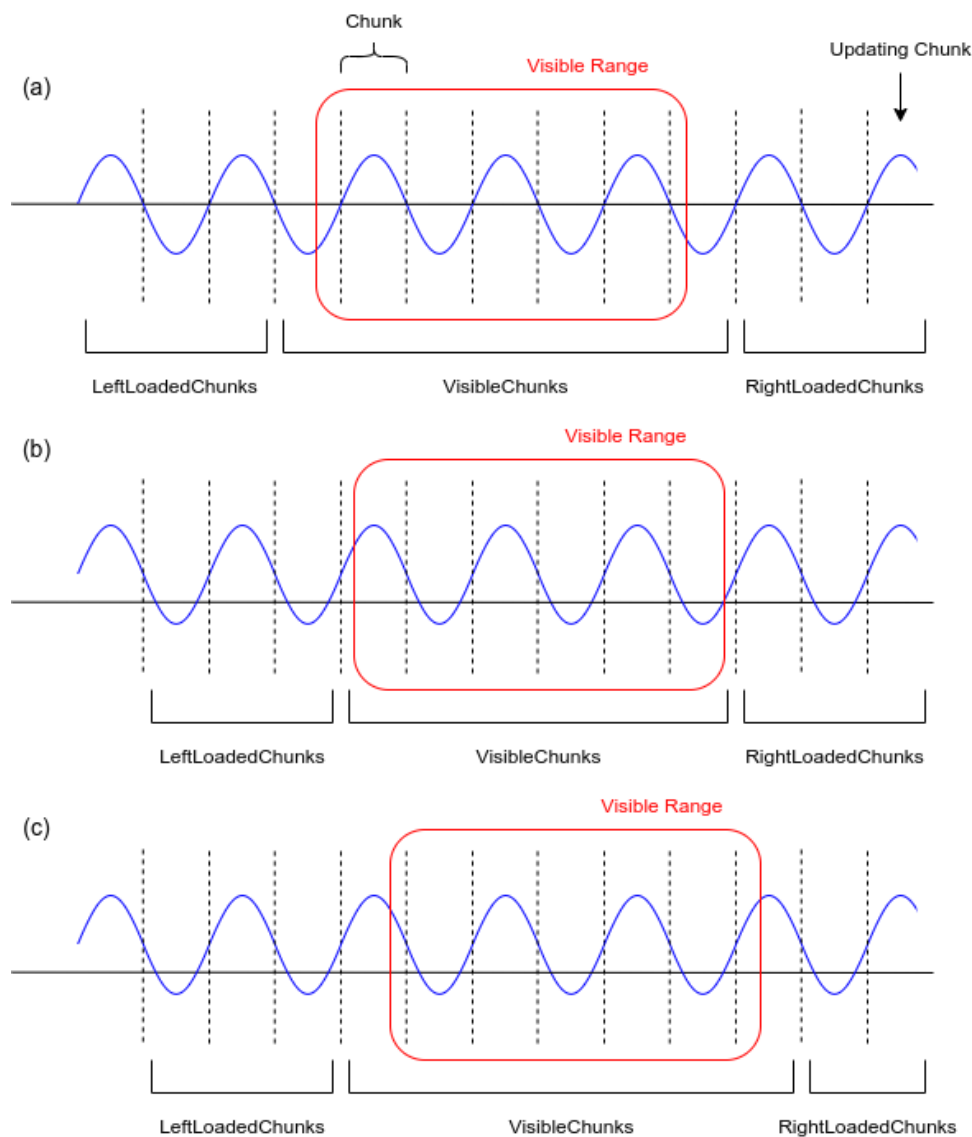 Chunk
Visible Range
Updating Chunk
(a)
LeftLoadedChunks
VisibleChunks
RightLoadedChunks
Visible Range
(b)
LeftLoadedChunks
VisibleChunks
RightLoadedChunks
Visible Range
(c)
LeftLoadedChunks
VisibleChunks
RightLoadedChunks